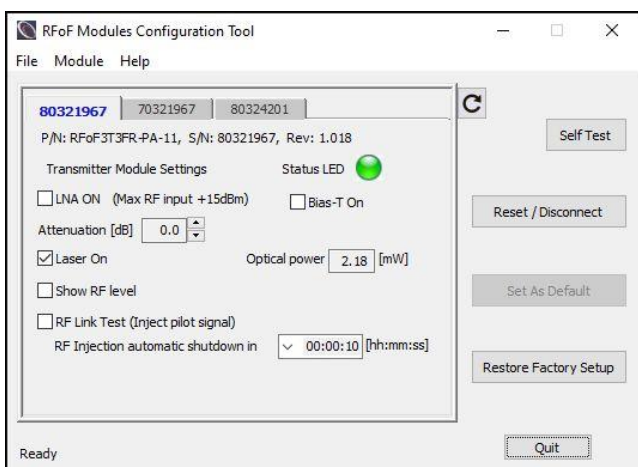 RFoF Modules Configuration Tool
File Module Help
80321967 70321967 80324201
P/N: RFoF3T3FR-PA-11, S/N: 80321967, Rev: 1.018
Self Test
Transmitter Module Settings Status LED
LNA ON (Max RF input +15dBm) Bias-T On
Reset / Disconnect
Attenuation [dB] 0.0
Laser On Optical power 2.18 [mW]
Show RF level
Set As Default
RF Link Test (Inject pilot signal)
RF Injection automatic shutdown in 00:00:10 [hh:mm:ss]
Restore Factory Setup
Ready
Quit